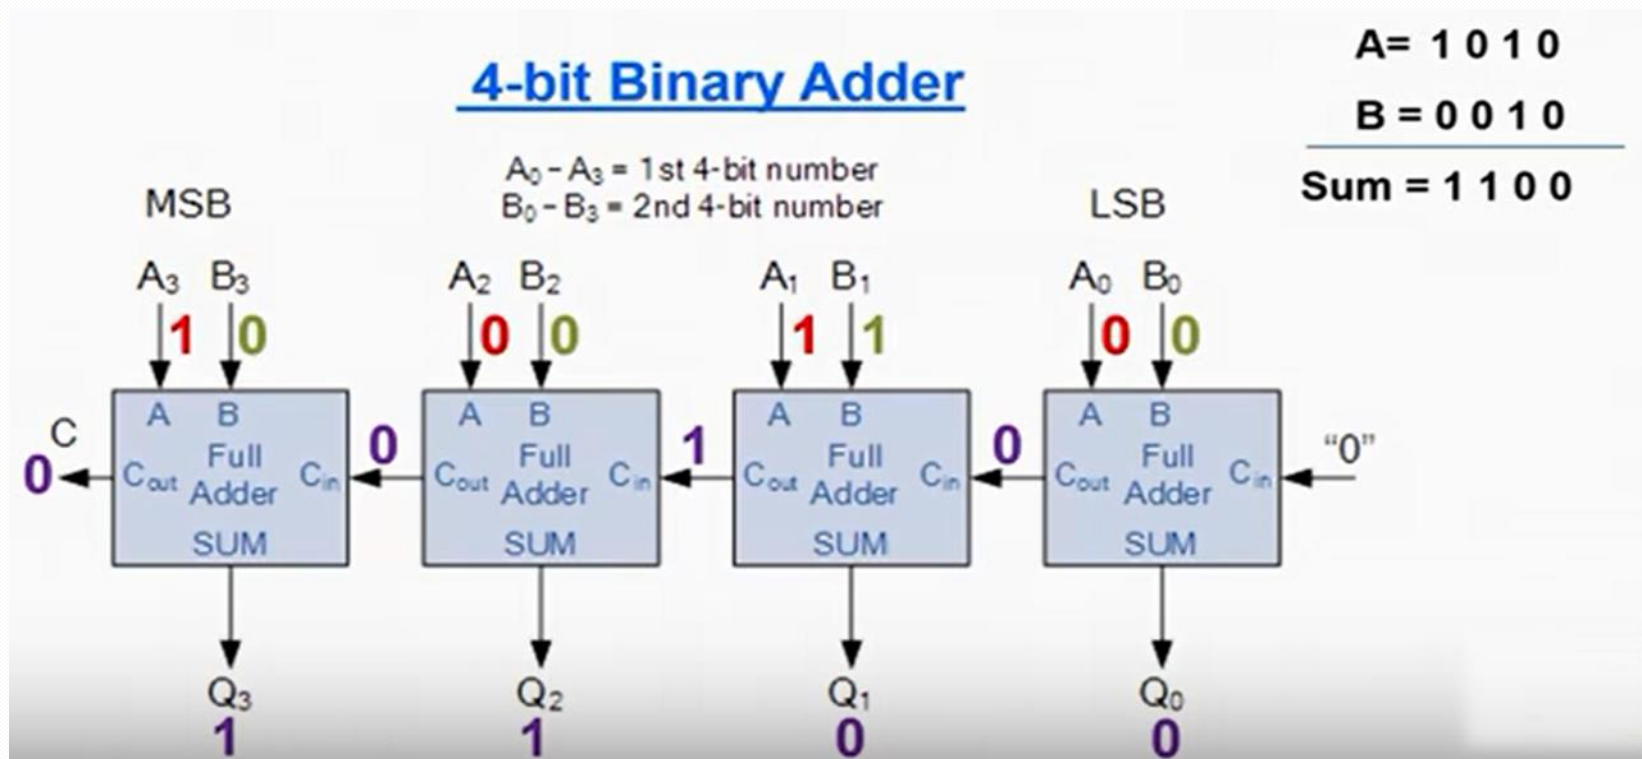 4-bit Binary Adder
A= 1 0 1 0
B = 0 0 1 0
Sum = 1 1 0 0
A₀ – A₃ = 1st 4-bit number
B₀ – B₃ = 2nd 4-bit number
MSB
LSB
A₃ B₃ A₂ B₂ A₁ B₁ A₀ B₀
1 0 0 0 1 1 0 0
A B A B A B A B
C 0 1 0 “0”
Full Full Full Full
0 Cout Cin Cout Cin Cout Cin Cout Cin
Adder Adder Adder Adder
SUM SUM SUM SUM
Q₃ Q₂ Q₁ Q₀
1 1 0 0